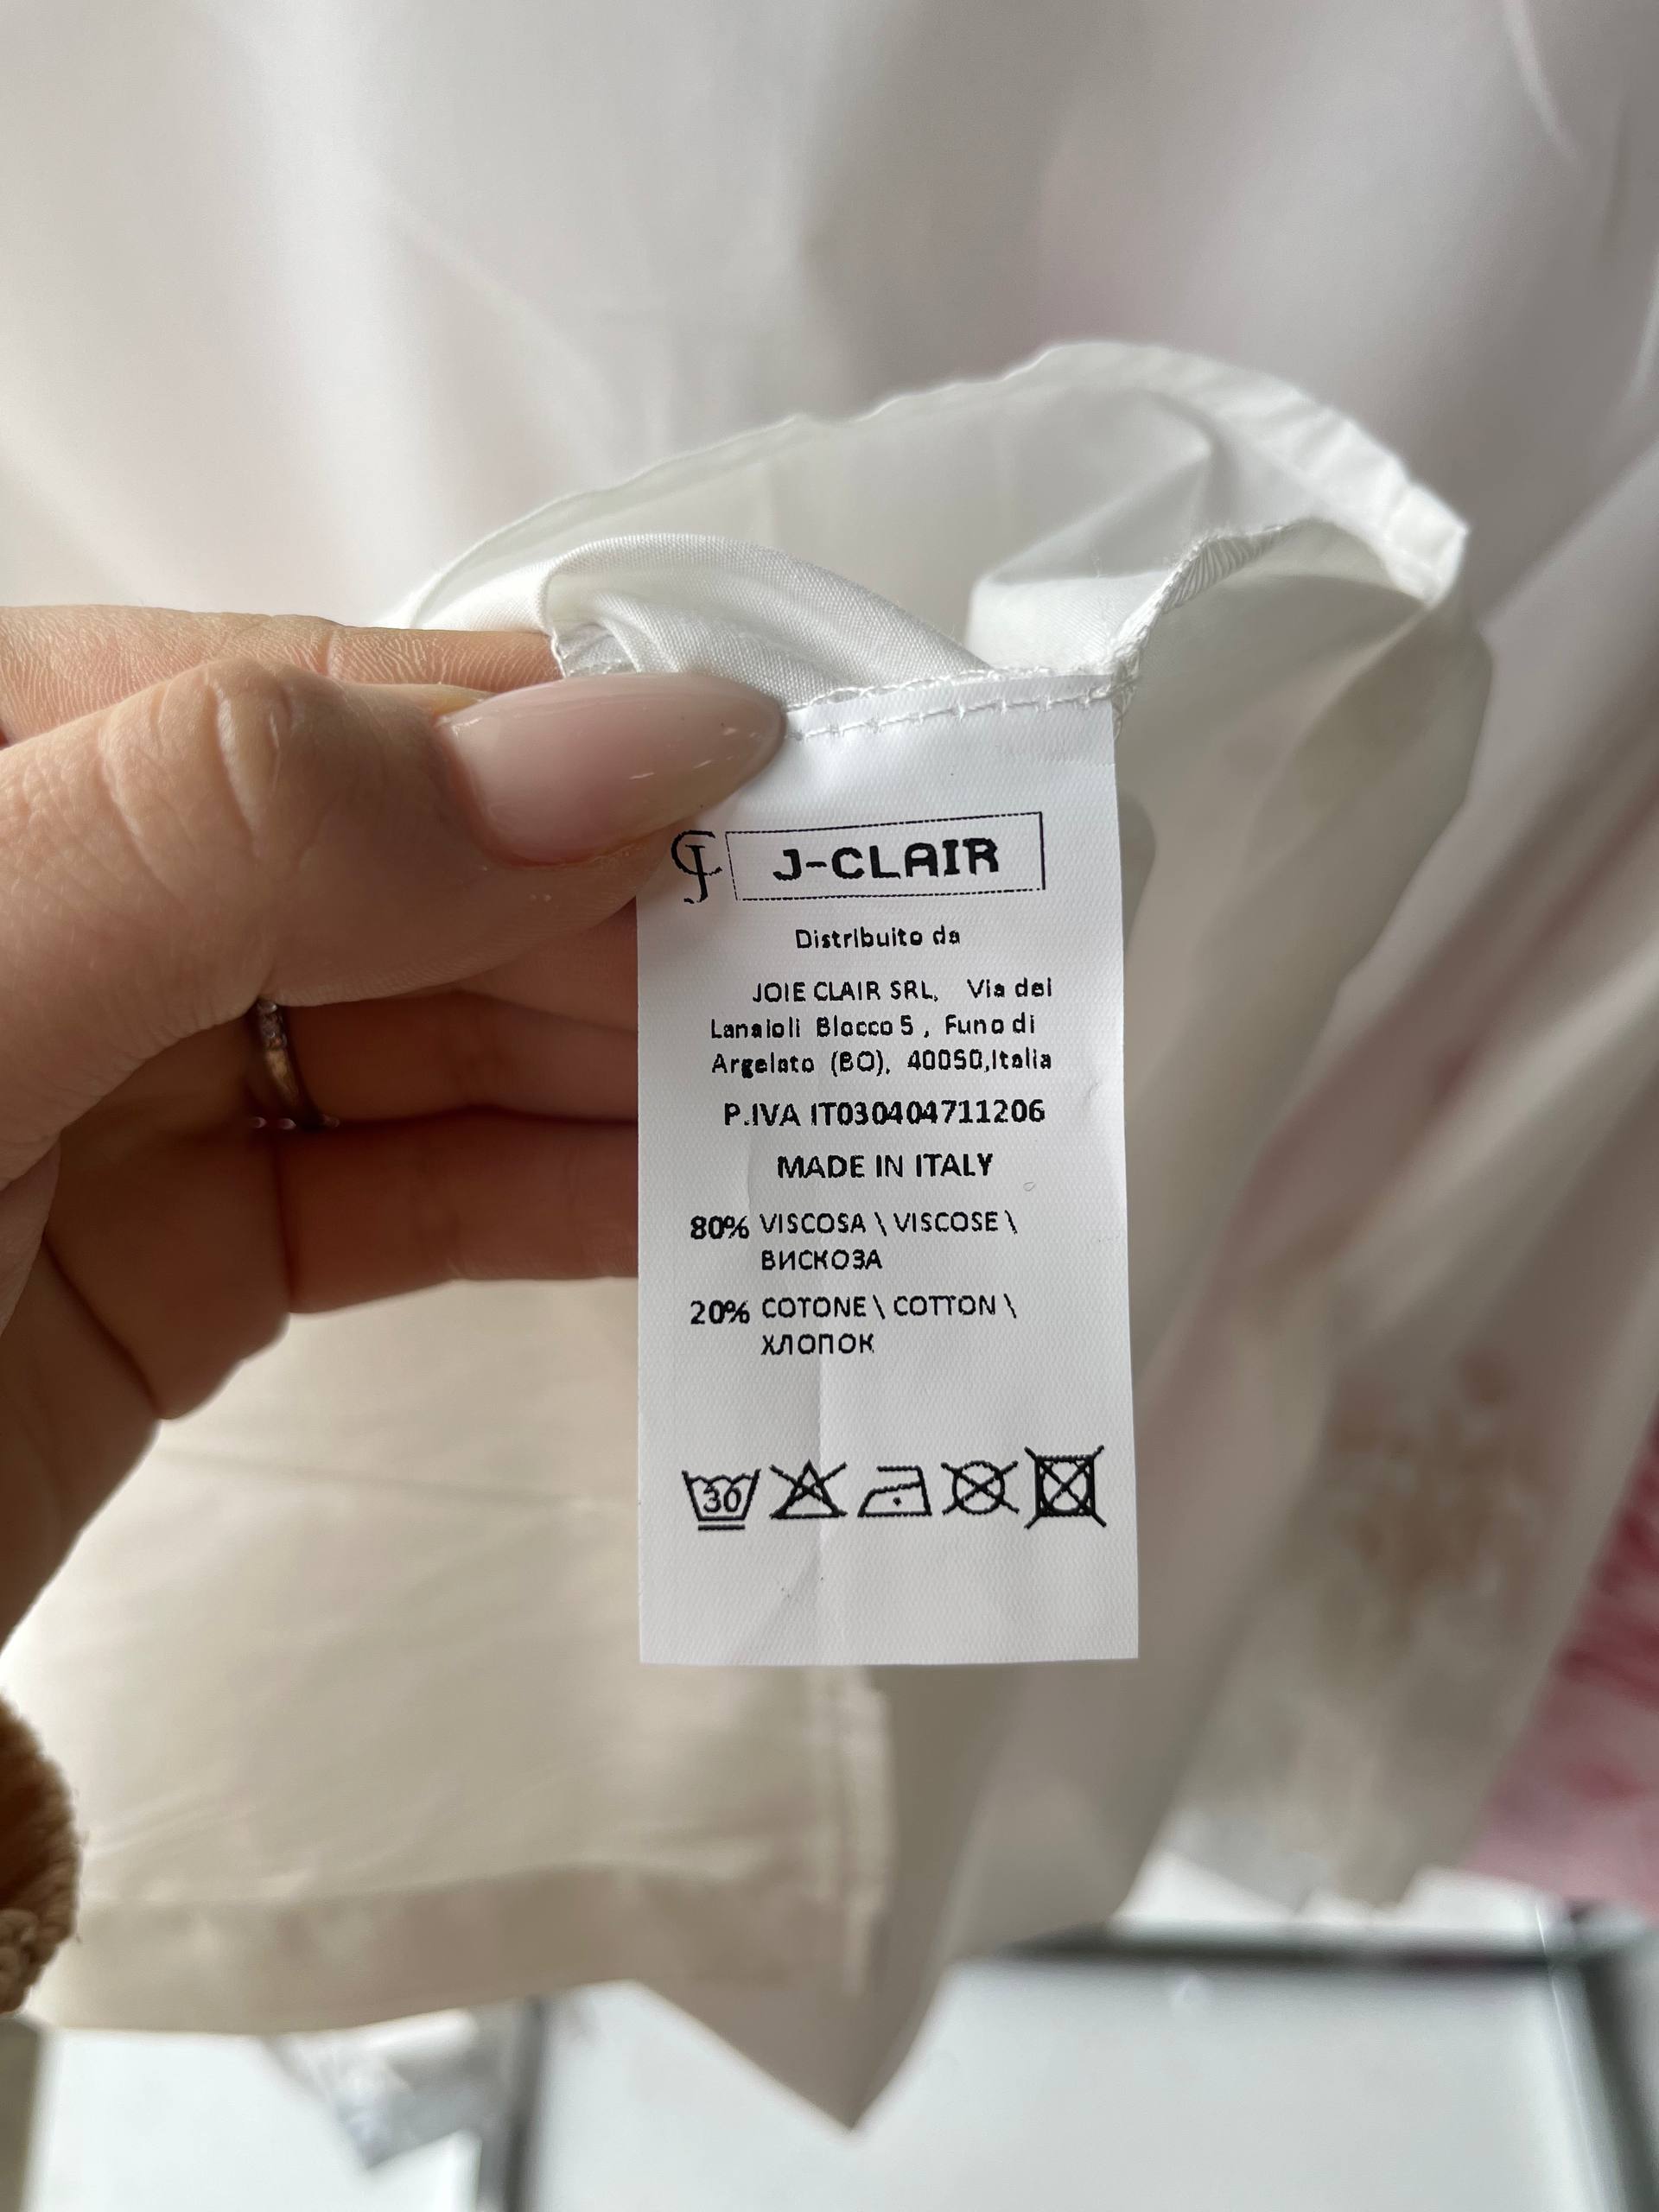 J-CLAIR
Distribuito da
JOIE CLAIR SRL, Via dei
Lanaioli Blocco 5 , Funo di
Argelato (BO), 40050,Italia
P.IVA IT030404711206
MADE IN ITALY
80% VISCOSA \ VISCOSE \
ВИСКОЗА
20% COTONE \ COTTON \
ХЛОПОК
30